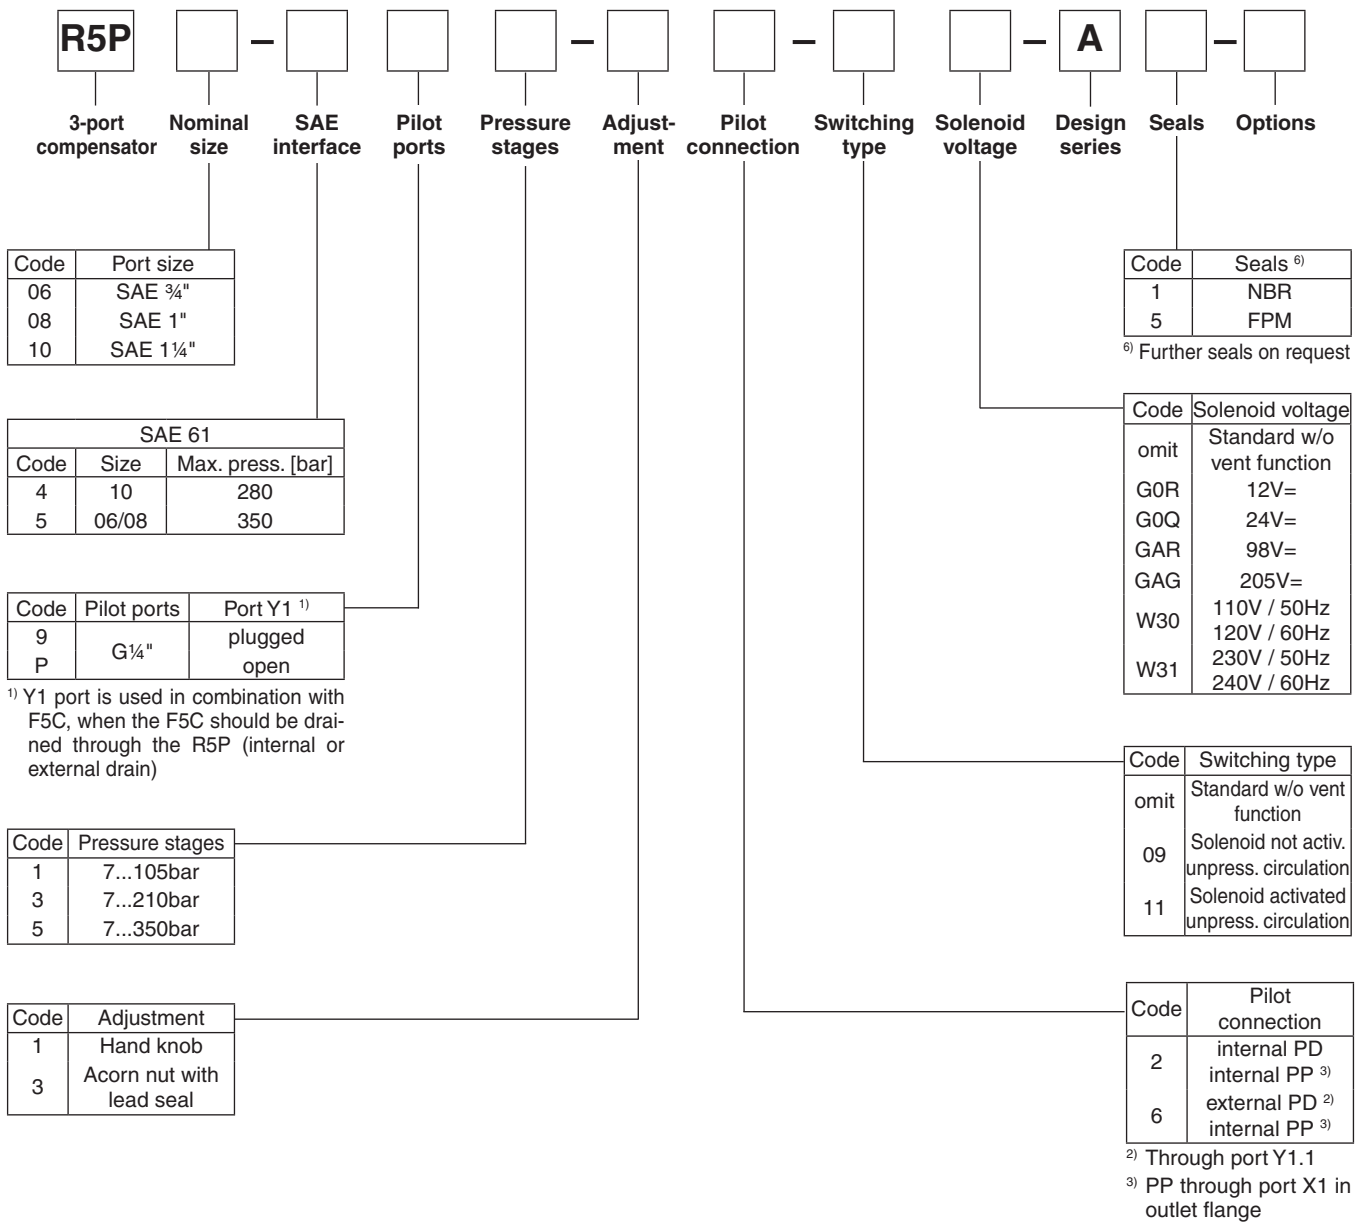 R5P – – – – A –
3-port compensator
Nominal size
SAE interface
Pilot ports
Pressure stages
Adjust-ment
Pilot connection
Switching type
Solenoid voltage
Design series
Seals
Options
Code Port size
06 SAE ¾"
08 SAE 1"
10 SAE 1¼"
SAE 61
Code Size Max. press. [bar]
4 10 280
5 06/08 350
Code Pilot ports Port Y1 1)
9 G¼" plugged
P open
1) Y1 port is used in combination with
F5C, when the F5C should be drai-
ned through the R5P (internal or
external drain)
Code Pressure stages
1 7...105bar
3 7...210bar
5 7...350bar
Code Adjustment
1 Hand knob
3 Acorn nut with
lead seal
Code Seals 6)
1 NBR
5 FPM
6) Further seals on request
Code Solenoid voltage
omit Standard w/o
vent function
G0R 12V=
G0Q 24V=
GAR 98V=
GAG 205V=
W30 110V / 50Hz
120V / 60Hz
W31 230V / 50Hz
240V / 60Hz
Code Switching type
omit Standard w/o vent
function
09 Solenoid not activ.
unpress. circulation
11 Solenoid activated
unpress. circulation
Code Pilot
connection
2 internal PD
internal PP 3)
6 external PD 2)
internal PP 3)
2) Through port Y1.1
3) PP through port X1 in
outlet flange